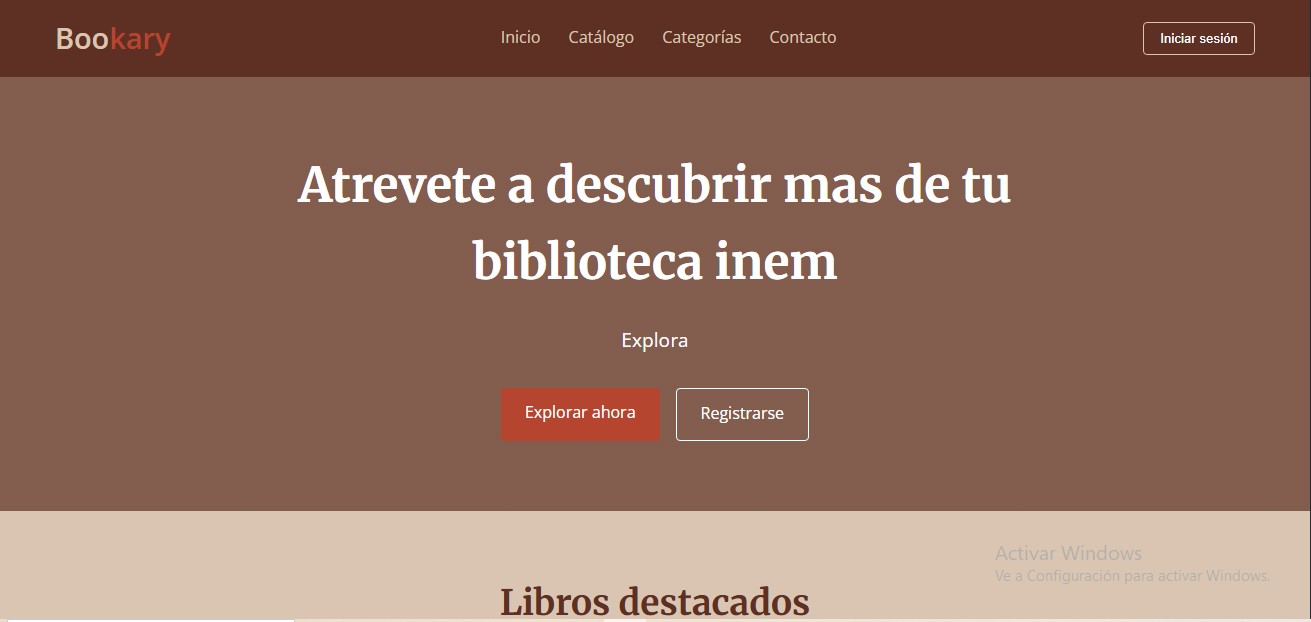 Bookary
Inicio Catálogo Categorías Contacto
Iniciar sesión
Atrevete a descubrir mas de tu
biblioteca inem
Explora
Explorar ahora
Registrarse
Activar Windows
Ve a Configuración para activar Windows.
Libros destacados